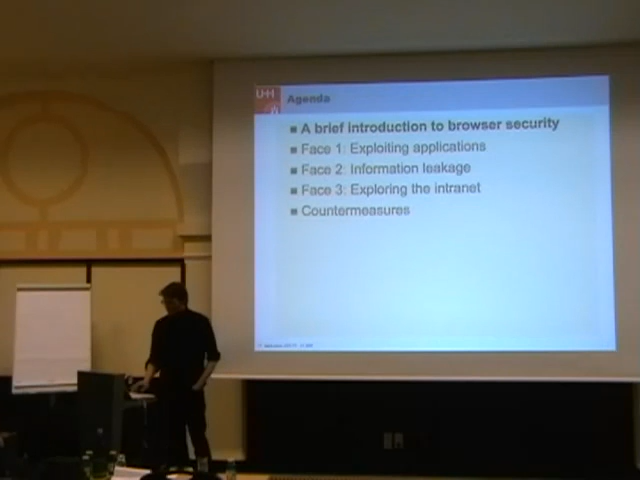 Agenda
A brief introduction to browser security
Face 1: Exploiting applications
Face 2: Information leakage
Face 3: Exploring the intranet
Countermeasures